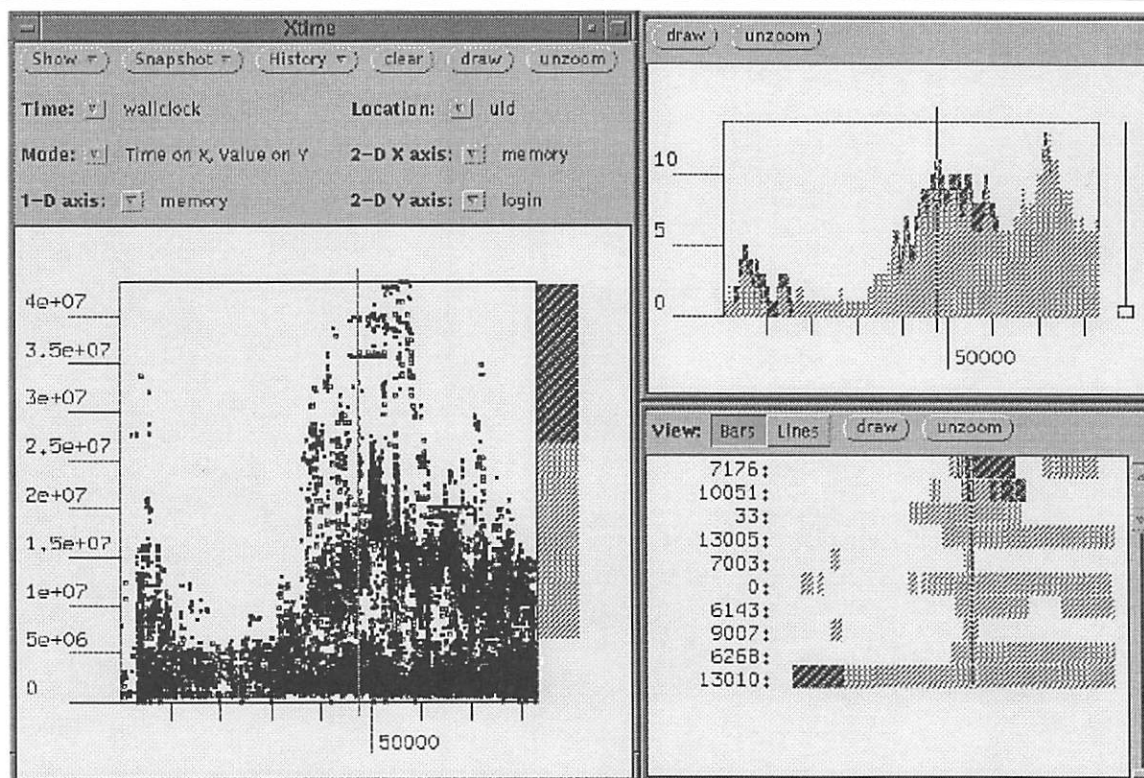 Xtime
Show Snapshot History clear draw unzoom
Time: wallclock Location: uid
Mode: Time on X, Value on Y 2-D X axis: memory
1-D axis: memory 2-D Y axis: login
4e+07
3.5e+07
3e+07
2.5e+07
2e+07
1.5e+07
1e+07
5e+06
0
50000
draw unzoom
10
5
0
50000
View: Bars Lines draw unzoom
7176:
10051:
33:
13005:
7003:
0:
6143:
9007:
6268:
13010: